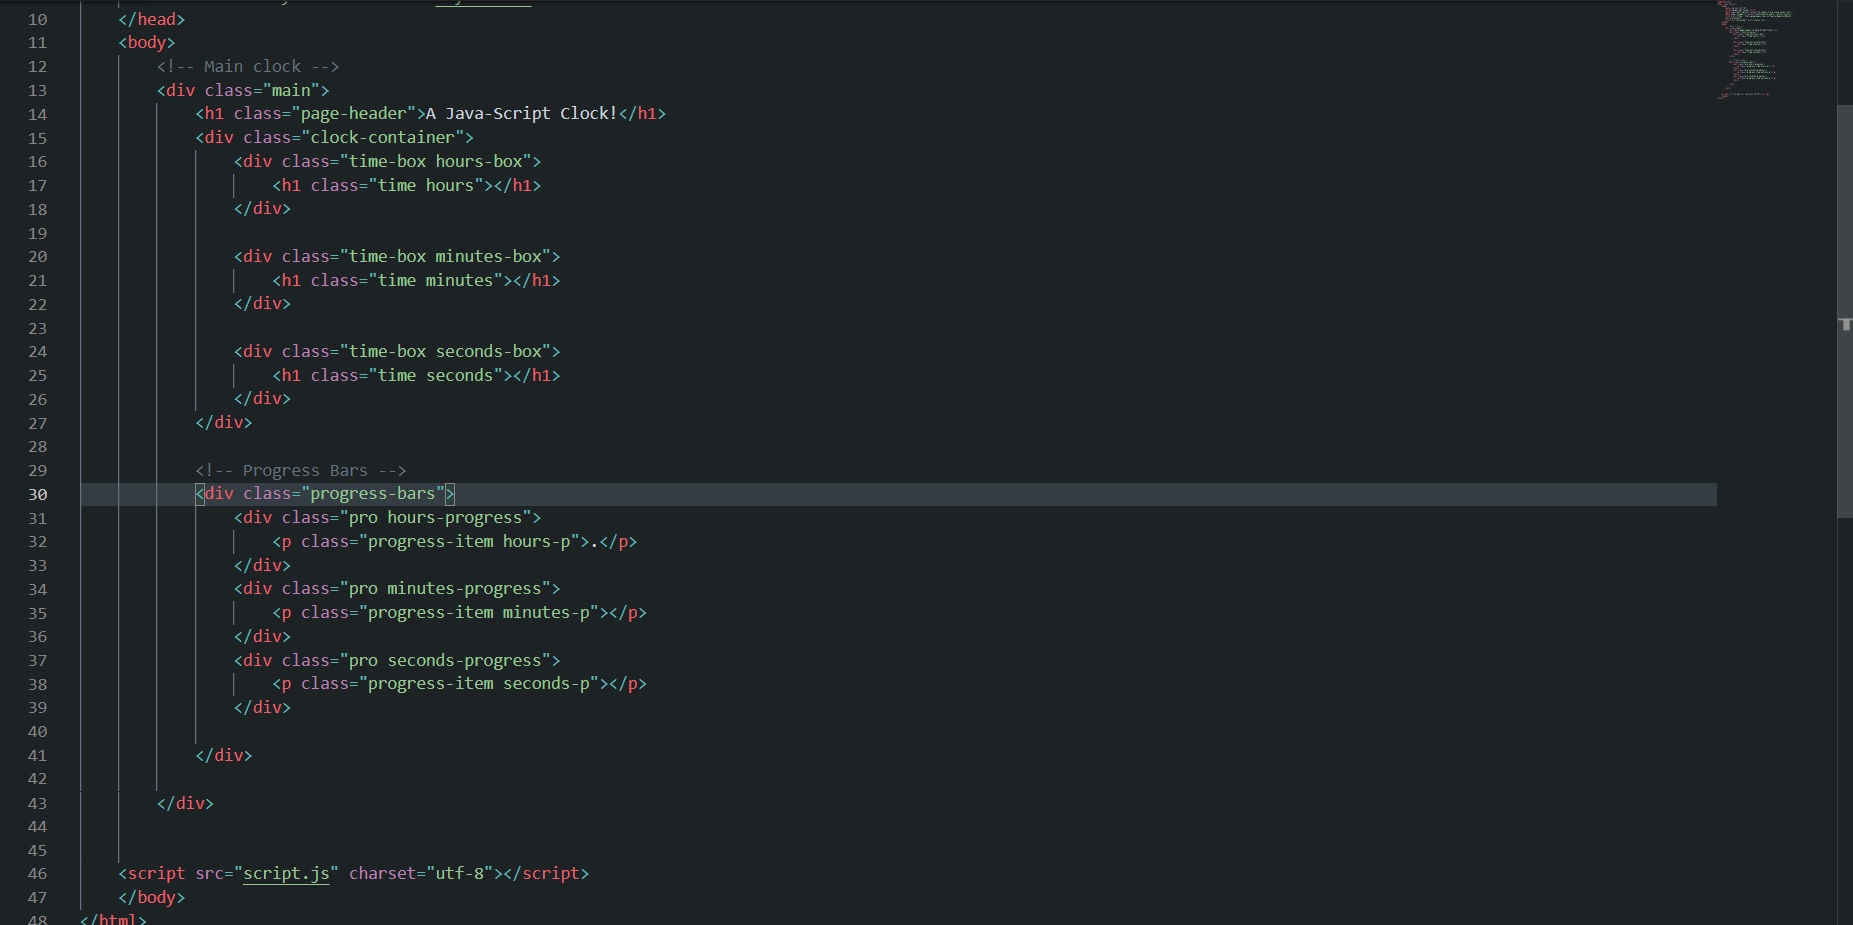 10 </head>
11 <body>
12 <!-- Main clock -->
13 <div class="main">
14 <h1 class="page-header">A Java-Script Clock!</h1>
15 <div class="clock-container">
16 <div class="time-box hours-box">
17 <h1 class="time hours"></h1>
18 </div>
19
20 <div class="time-box minutes-box">
21 <h1 class="time minutes"></h1>
22 </div>
23
24 <div class="time-box seconds-box">
25 <h1 class="time seconds"></h1>
26 </div>
27 </div>
28
29 <!-- Progress Bars -->
30 <div class="progress-bars">
31 <div class="pro hours-progress">
32 <p class="progress-item hours-p">.</p>
33 </div>
34 <div class="pro minutes-progress">
35 <p class="progress-item minutes-p"></p>
36 </div>
37 <div class="pro seconds-progress">
38 <p class="progress-item seconds-p"></p>
39 </div>
40
41 </div>
42
43 </div>
44
45
46 <script src="script.js" charset="utf-8"></script>
47 </body>
48 </html>